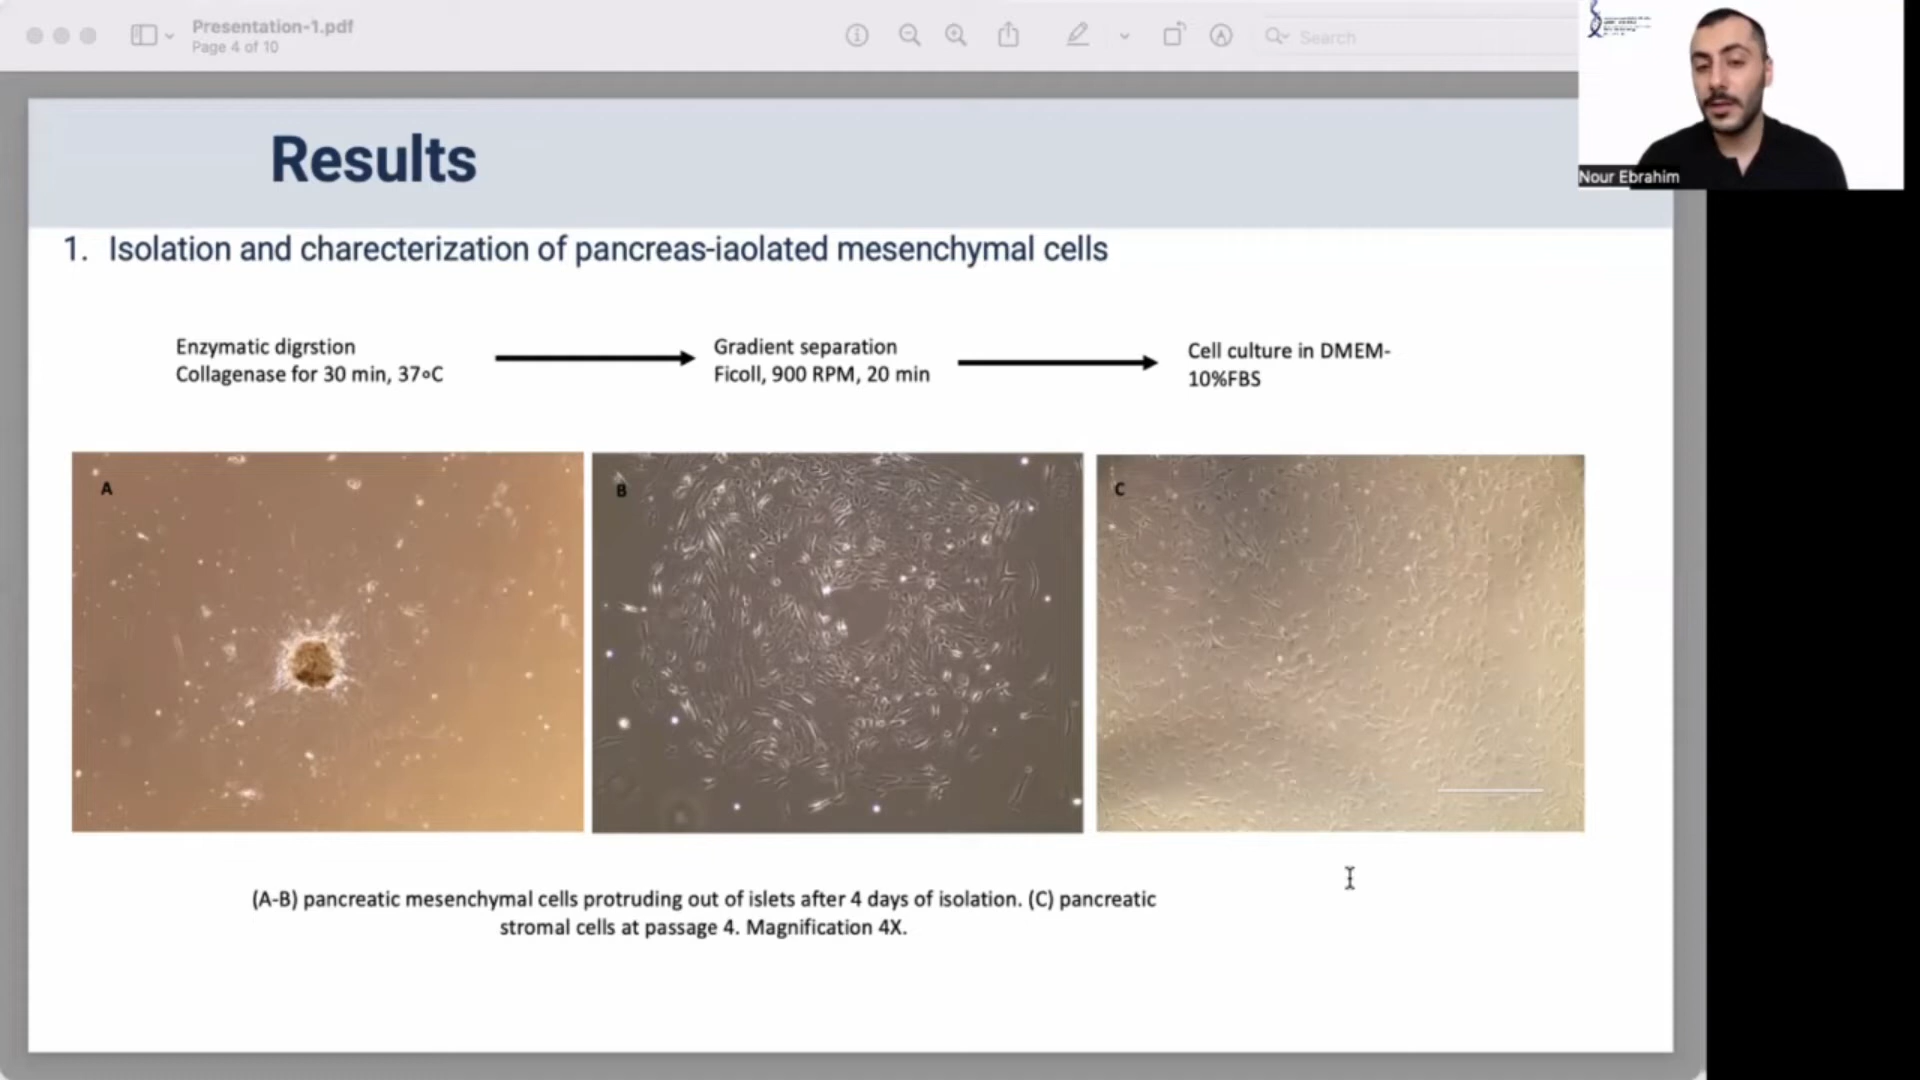 Presentation-1.pdf
Page 4 of 10
Search
Nour Ebrahim
Results
1. Isolation and charecterization of pancreas-iaolated mesenchymal cells
Enzymatic digrstion
Collagenase for 30 min, 37∘C
Gradient separation
Ficoll, 900 RPM, 20 min
Cell culture in DMEM-
10%FBS
A
B
C
(A-B) pancreatic mesenchymal cells protruding out of islets after 4 days of isolation. (C) pancreatic
stromal cells at passage 4. Magnification 4X.